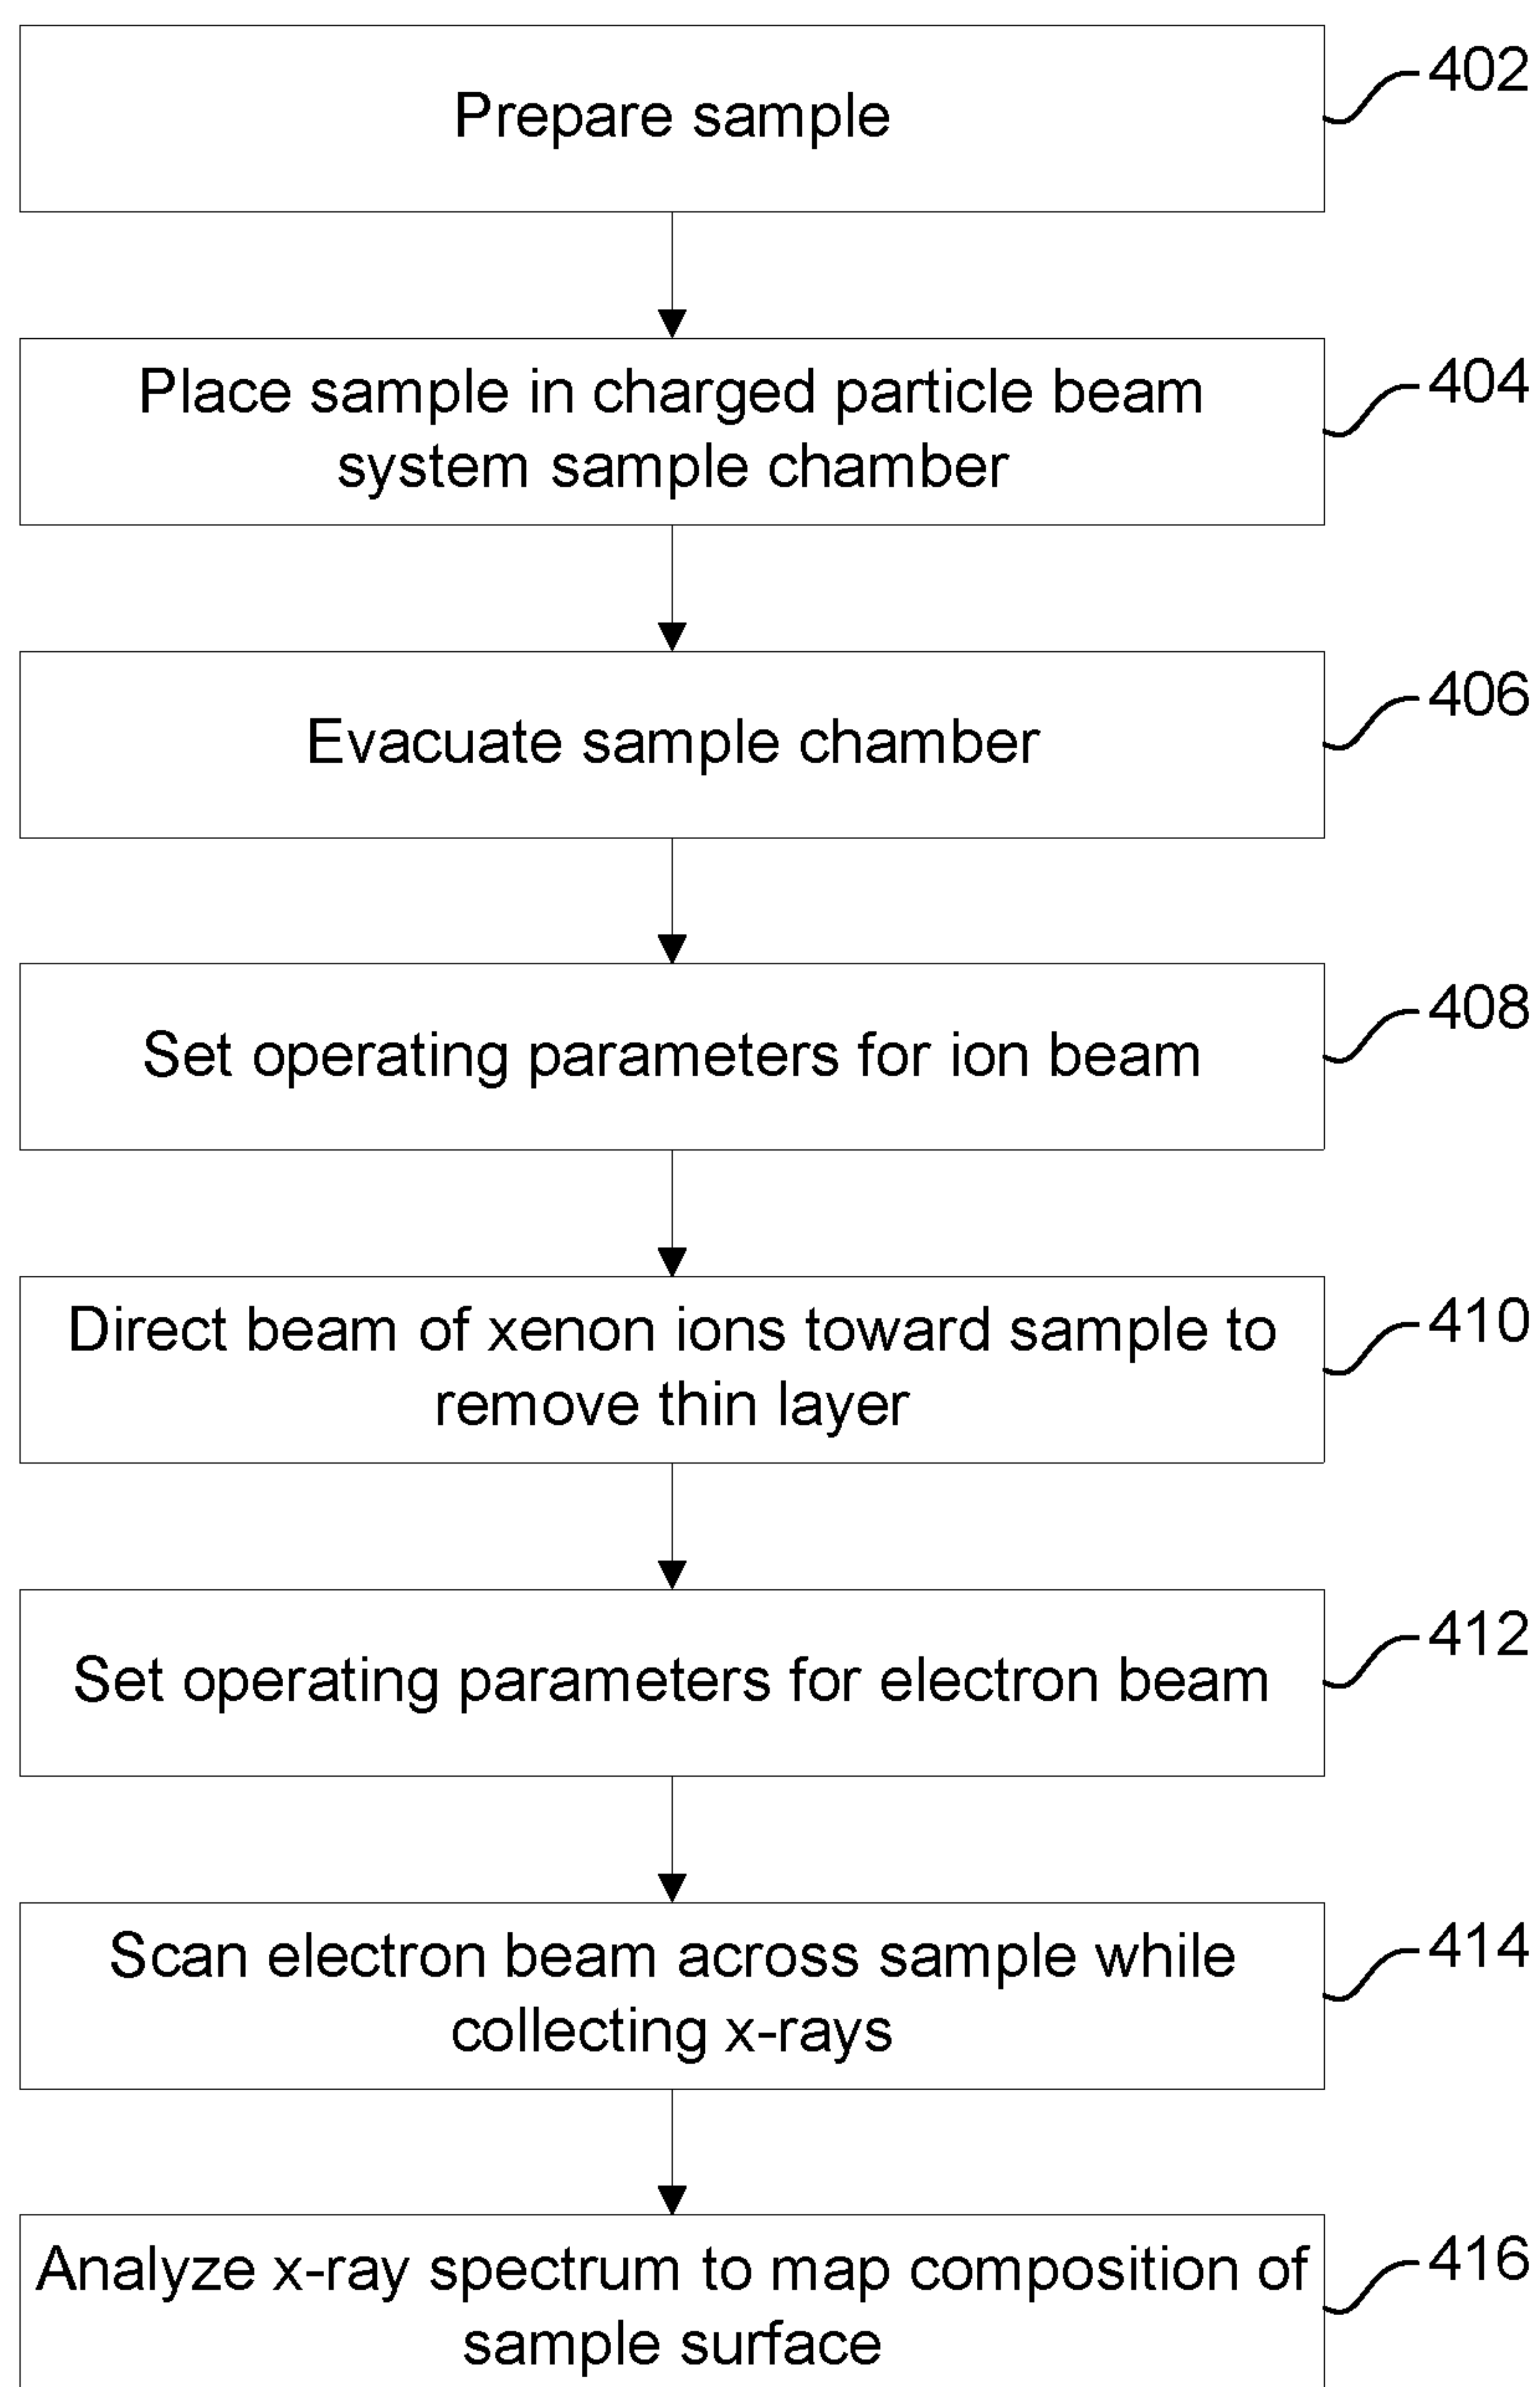 Prepare sample
402
Place sample in charged particle beam
system sample chamber
404
Evacuate sample chamber
406
Set operating parameters for ion beam
408
Direct beam of xenon ions toward sample to
remove thin layer
410
Set operating parameters for electron beam
412
Scan electron beam across sample while
collecting x-rays
414
Analyze x-ray spectrum to map composition of
sample surface
416